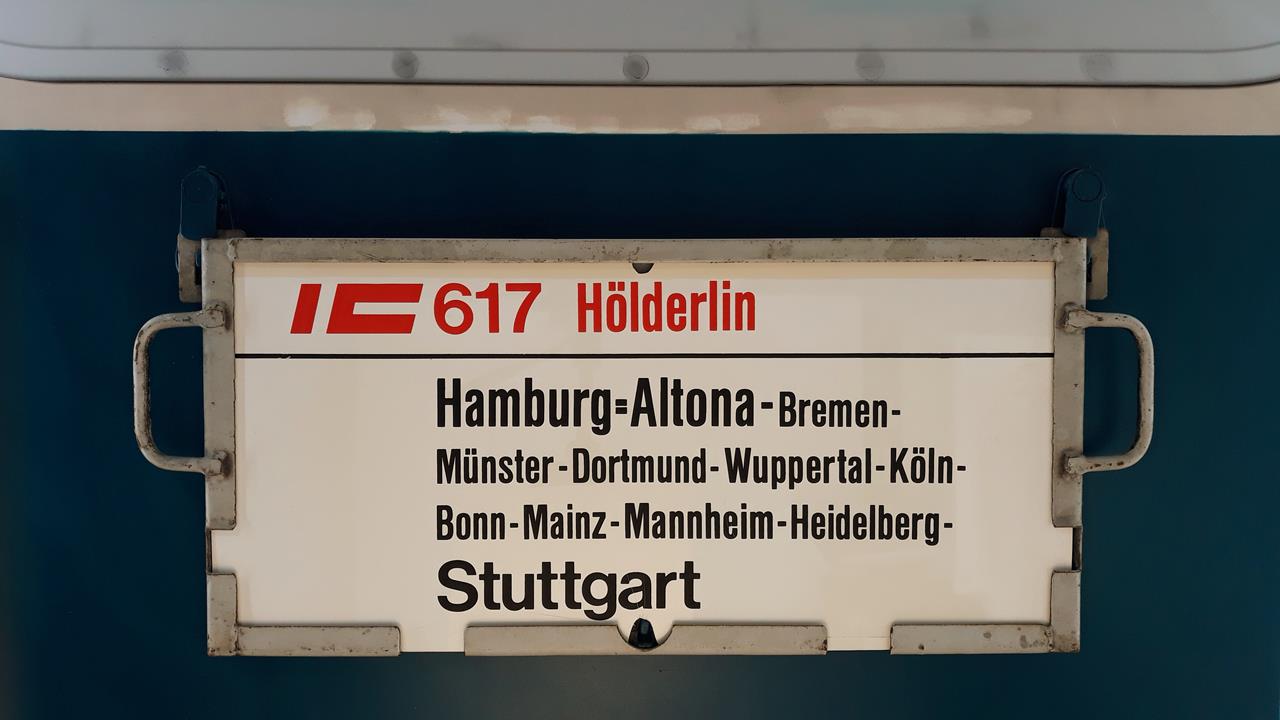 IC 617 Hölderlin
Hamburg=Altona-Bremen-
Münster-Dortmund-Wuppertal-Köln-
Bonn-Mainz-Mannheim-Heidelberg-
Stuttgart